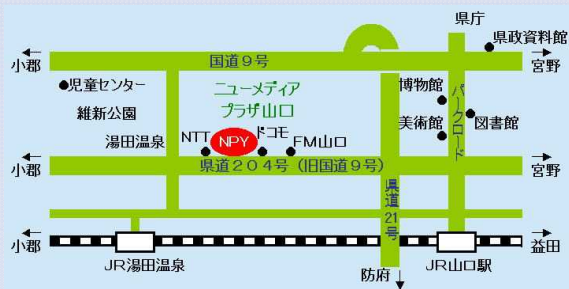 県庁
県政資料館
国道9号
小郡
宮野
児童センター
維新公園
ニューメディア
プラザ山口
博物館
パークロード
図書館
美術館
湯田温泉
NTT
NPY
ドコモ
FM山口
県道204号(旧国道9号)
小郡
宮野
県道21号
小郡
益田
JR湯田温泉
防府
JR山口駅